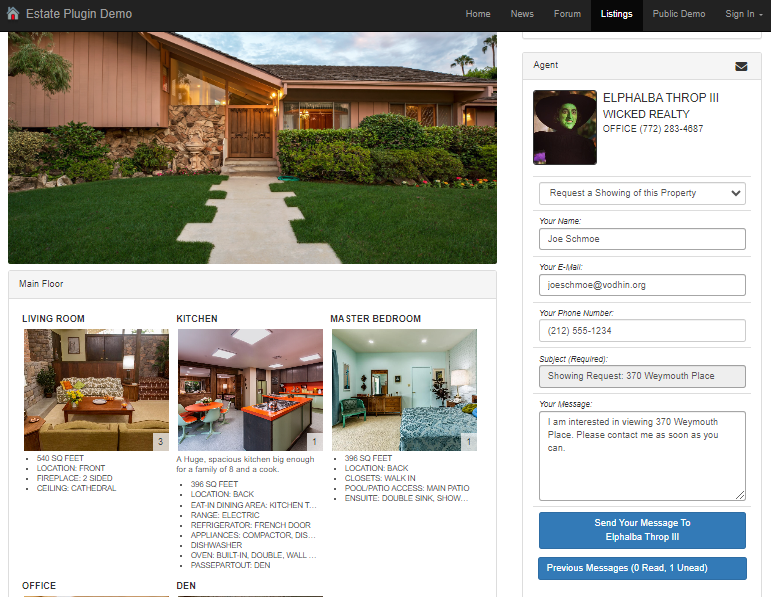 Estate Plugin Demo
Home News Forum Listings Public Demo Sign In
Main Floor
LIVING ROOM
3
540 SQ FEET
LOCATION: FRONT
FIREPLACE: 2 SIDED
CEILING: CATHEDRAL
KITCHEN
1
A Huge, spacious kitchen big enough
for a family of 8 and a cook.
396 SQ FEET
LOCATION: BACK
EAT-IN DINING AREA: KITCHEN T...
RANGE: ELECTRIC
REFRIGERATOR: FRENCH DOOR
APPLIANCES: COMPACTOR, DIS...
DISHWASHER
OVEN: BUILT-IN, DOUBLE, WALL ...
PASSEPARTOUT: DEN
MASTER BEDROOM
1
396 SQ FEET
LOCATION: BACK
CLOSETS: WALK IN
POOL/PATIO ACCESS: MAIN PATIO
ENSUITE: DOUBLE SINK, SHOW...
OFFICE
DEN
Agent
ELPHALBA THROP III
WICKED REALTY
OFFICE (772) 283-4687
Request a Showing of this Property
Your Name:
Joe Schmoe
Your E-Mail:
joeschmoe@vodhin.org
Your Phone Number:
(212) 555-1234
Subject (Required):
Showing Request: 370 Weymouth Place
Your Message:
I am interested in viewing 370 Weymouth
Place. Please contact me as soon as you
can.
Send Your Message To
Elphalba Throp III
Previous Messages (0 Read, 1 Unead)